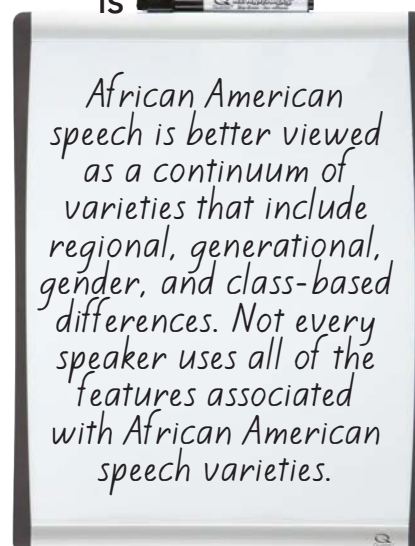 is
African American
speech is better viewed
as a continuum of
varieties that include
regional, generational,
gender, and class-based
differences. Not every
speaker uses all of the
features associated
with African American
speech varieties.